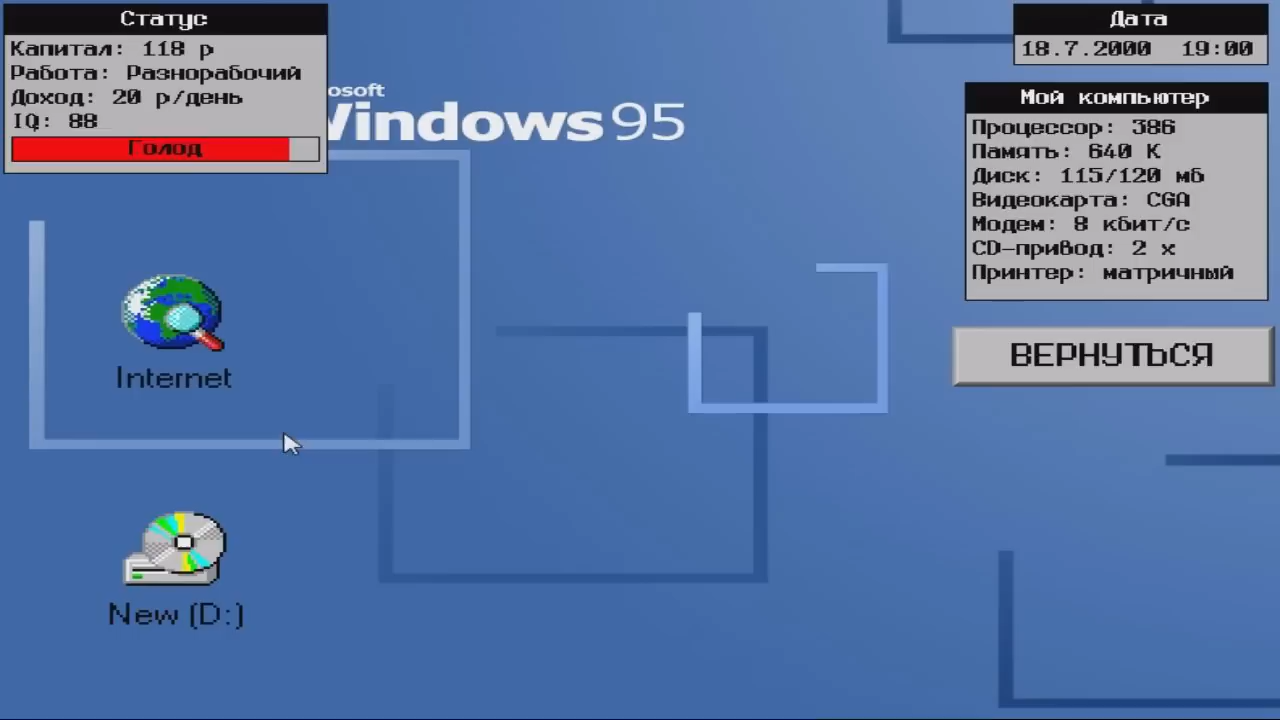 Статус
Капитал: 118 р
Работа: Разнорабочий
Доход: 20 р/день
IQ: 88
Голод
osoft
Windows 95
Дата
18.7.2000 19:00
Мой компьютер
Процессор: 386
Память: 640 К
Диск: 115/120 мб
Видеокарта: CGA
Модем: 8 кбит/с
CD-привод: 2 x
Принтер: матричный
ВЕРНУТЬСЯ
Internet
New (D:)